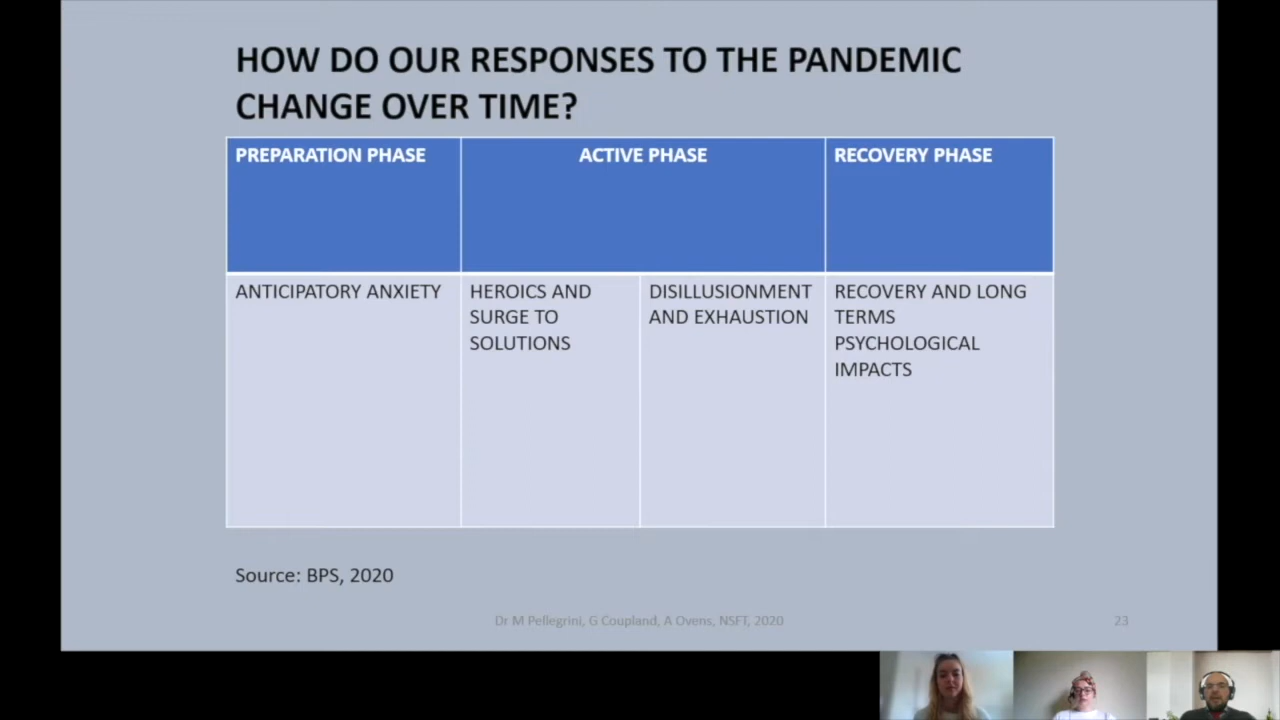 HOW DO OUR RESPONSES TO THE PANDEMIC
CHANGE OVER TIME?
PREPARATION PHASE
ACTIVE PHASE
RECOVERY PHASE
ANTICIPATORY ANXIETY
HEROICS AND
SURGE TO
SOLUTIONS
DISILLUSIONMENT
AND EXHAUSTION
RECOVERY AND LONG
TERMS
PSYCHOLOGICAL
IMPACTS
Source: BPS, 2020
Dr M Pellegrini, G Coupland, A Ovens, NSFT, 2020
23